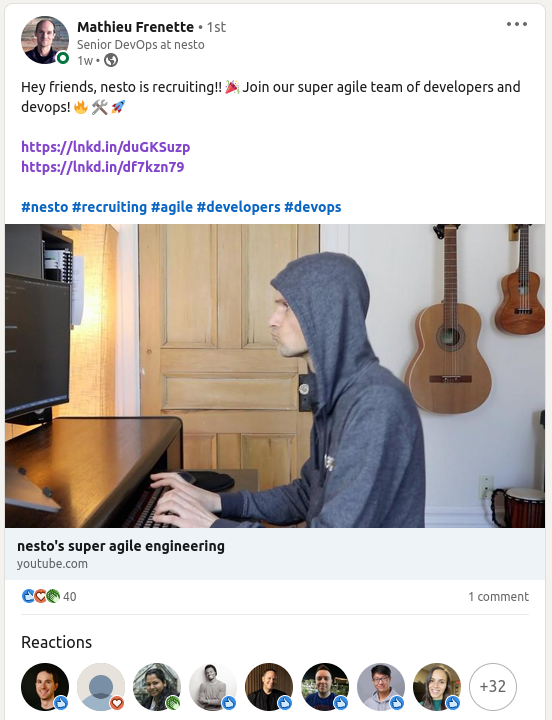 Mathieu Frenette • 1st
Senior DevOps at nesto
1w •
Hey friends, nesto is recruiting!! 🎉 Join our super agile team of developers and
devops! 🔥 🛠️ 🚀
https://lnkd.in/duGKSuzp
https://lnkd.in/df7kzn79
#nesto #recruiting #agile #developers #devops
nesto's super agile engineering
youtube.com
40
1 comment
Reactions
+32